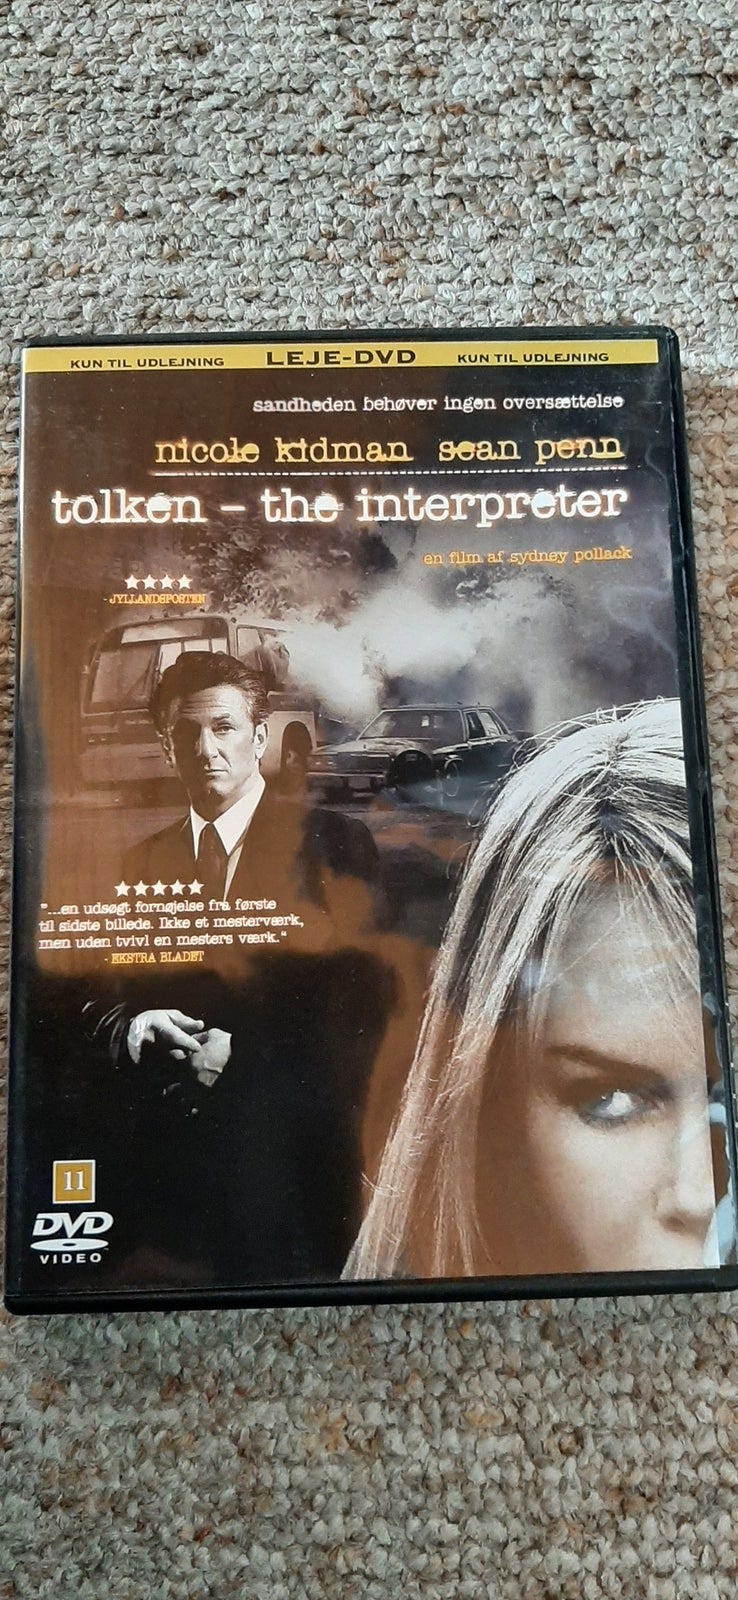 KUN TIL UDLEJNING LEJE-DVD KUN TIL UDLEJNING
sandheden behøver ingen oversættelse
nicole kidman sean penn
tolken – the interpreter
en film af sydney pollack
- JYLLANDSPOSTEN
"...en udsøgt fornøjelse fra første
til sidste billede. Ikke et mesterværk,
men uden tvivl en mesters værk."
- EKSTRA BLADET
11
DVD
VIDEO